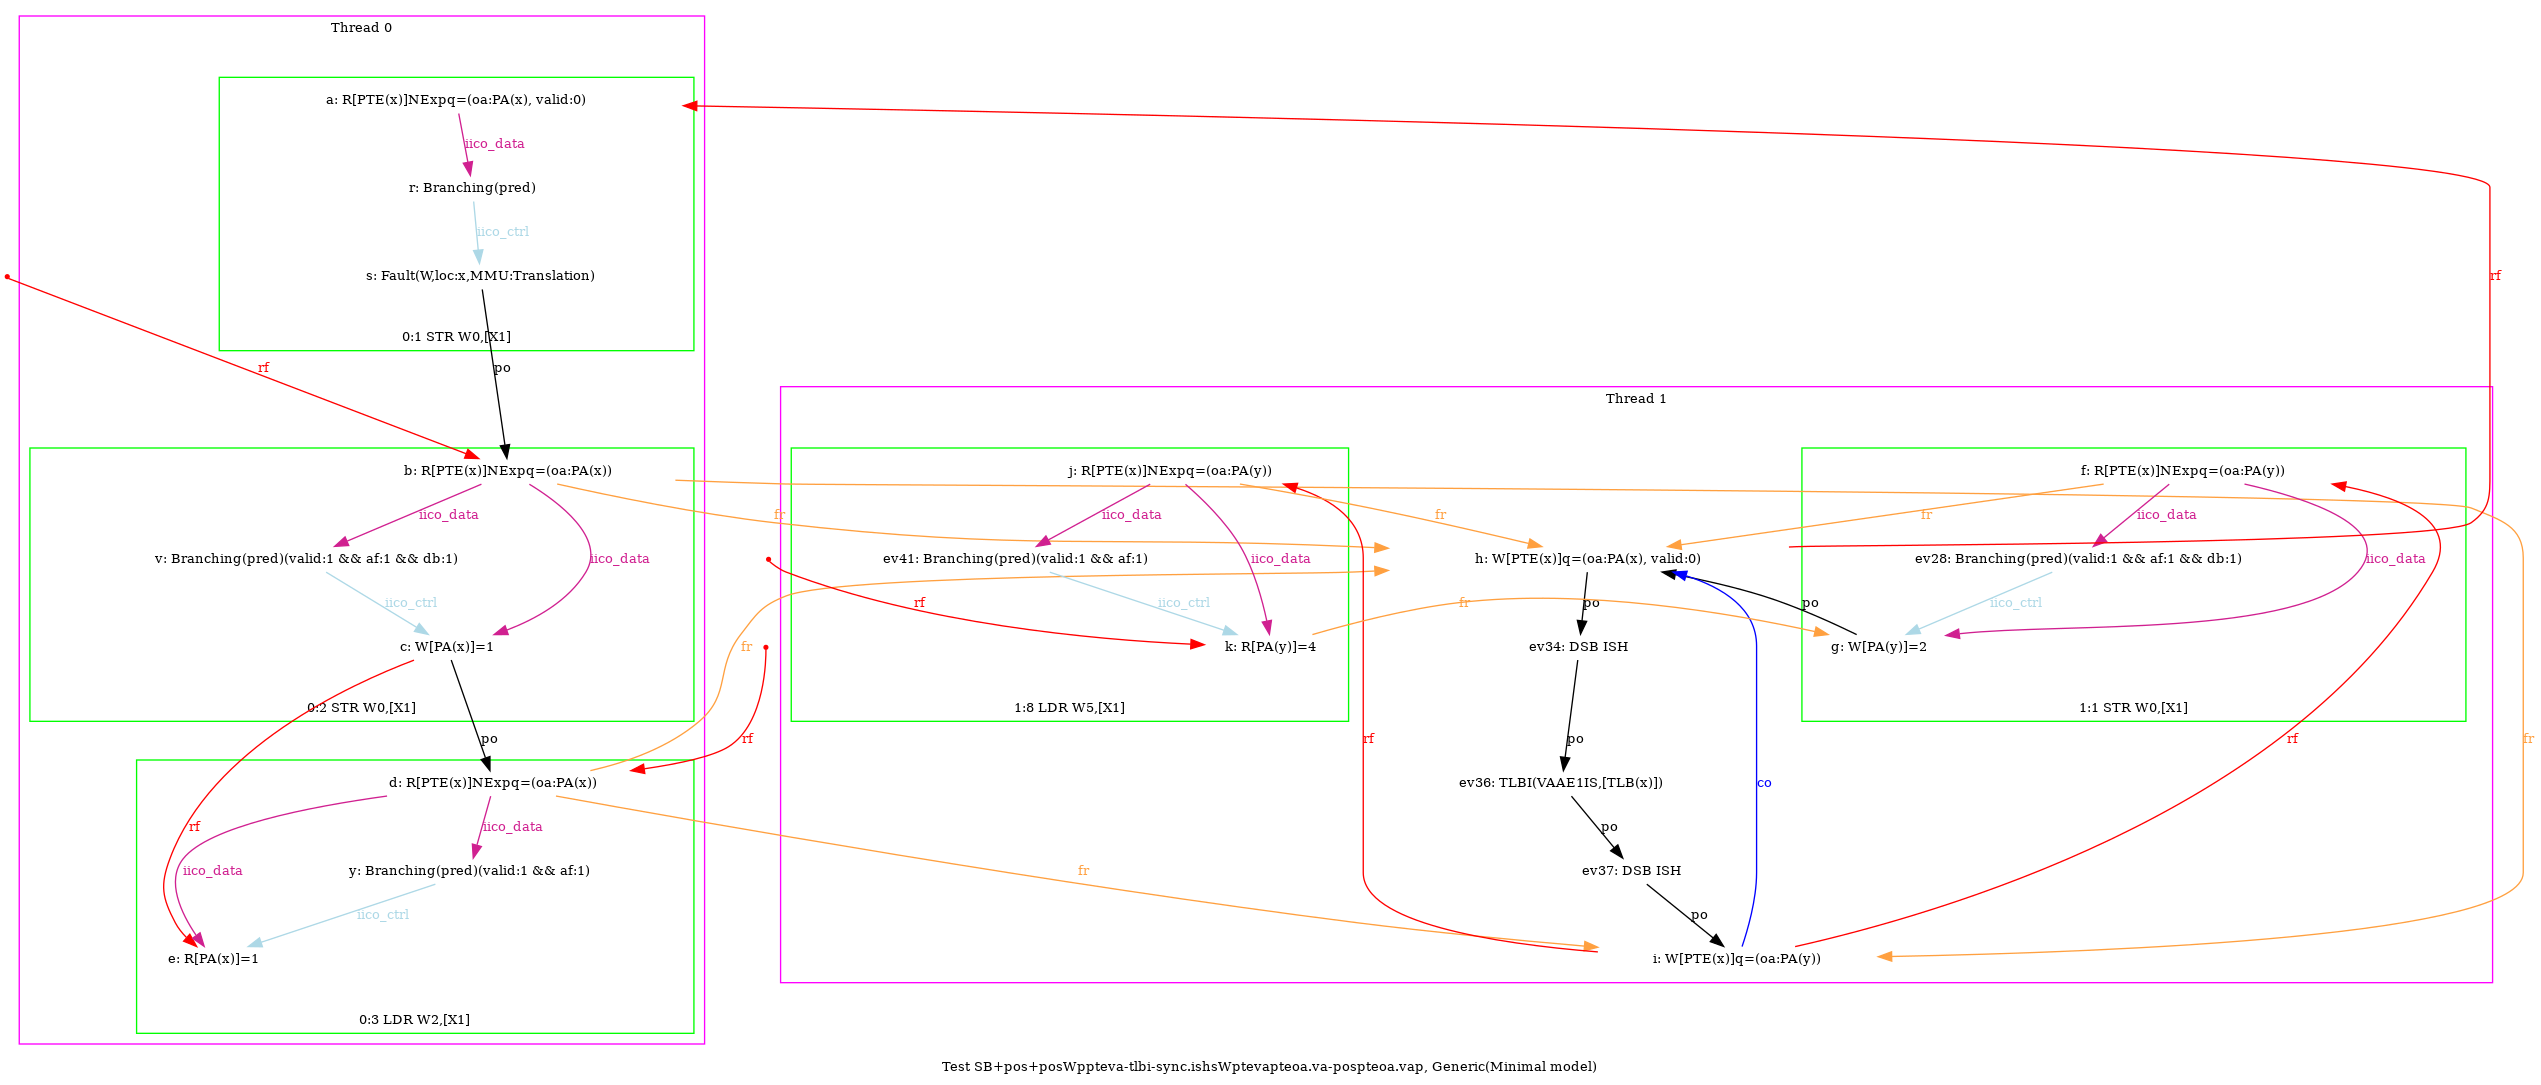 Thread 0
a: R[PTE(x)]NExpq=(oa:PA(x), valid:0)
iico_data
r: Branching(pred)
iico_ctrl
s: Fault(W,loc:x,MMU:Translation)
rf
0:1 STR W0,[X1]
rf
po
Thread 1
b: R[PTE(x)]NExpq=(oa:PA(x))
j: R[PTE(x)]NExpq=(oa:PA(y))
f: R[PTE(x)]NExpq=(oa:PA(y))
iico_data
fr
iico_data
fr
fr
iico_data
v: Branching(pred)(valid:1 && af:1 && db:1)
iico_data
ev41: Branching(pred)(valid:1 && af:1)
iico_data
h: W[PTE(x)]q=(oa:PA(x), valid:0)
ev28: Branching(pred)(valid:1 && af:1 && db:1)
iico_data
iico_ctrl
rf
iico_ctrl
fr
po
po
iico_ctrl
c: W[PA(x)]=1
fr
k: R[PA(y)]=4
ev34: DSB ISH
g: W[PA(y)]=2
0:2 STR W0,[X1]
1:8 LDR W5,[X1]
1:1 STR W0,[X1]
po
rf
rf
po
rf
fr
d: R[PTE(x)]NExpq=(oa:PA(x))
ev36: TLBI(VAAE1IS,[TLB(x)])
co
rf
iico_data
po
iico_data
y: Branching(pred)(valid:1 && af:1)
fr
ev37: DSB ISH
iico_ctrl
po
e: R[PA(x)]=1
i: W[PTE(x)]q=(oa:PA(y))
0:3 LDR W2,[X1]
Test SB+pos+posWppteva-tlbi-sync.ishsWptevapteoa.va-pospteoa.vap, Generic(Minimal model)